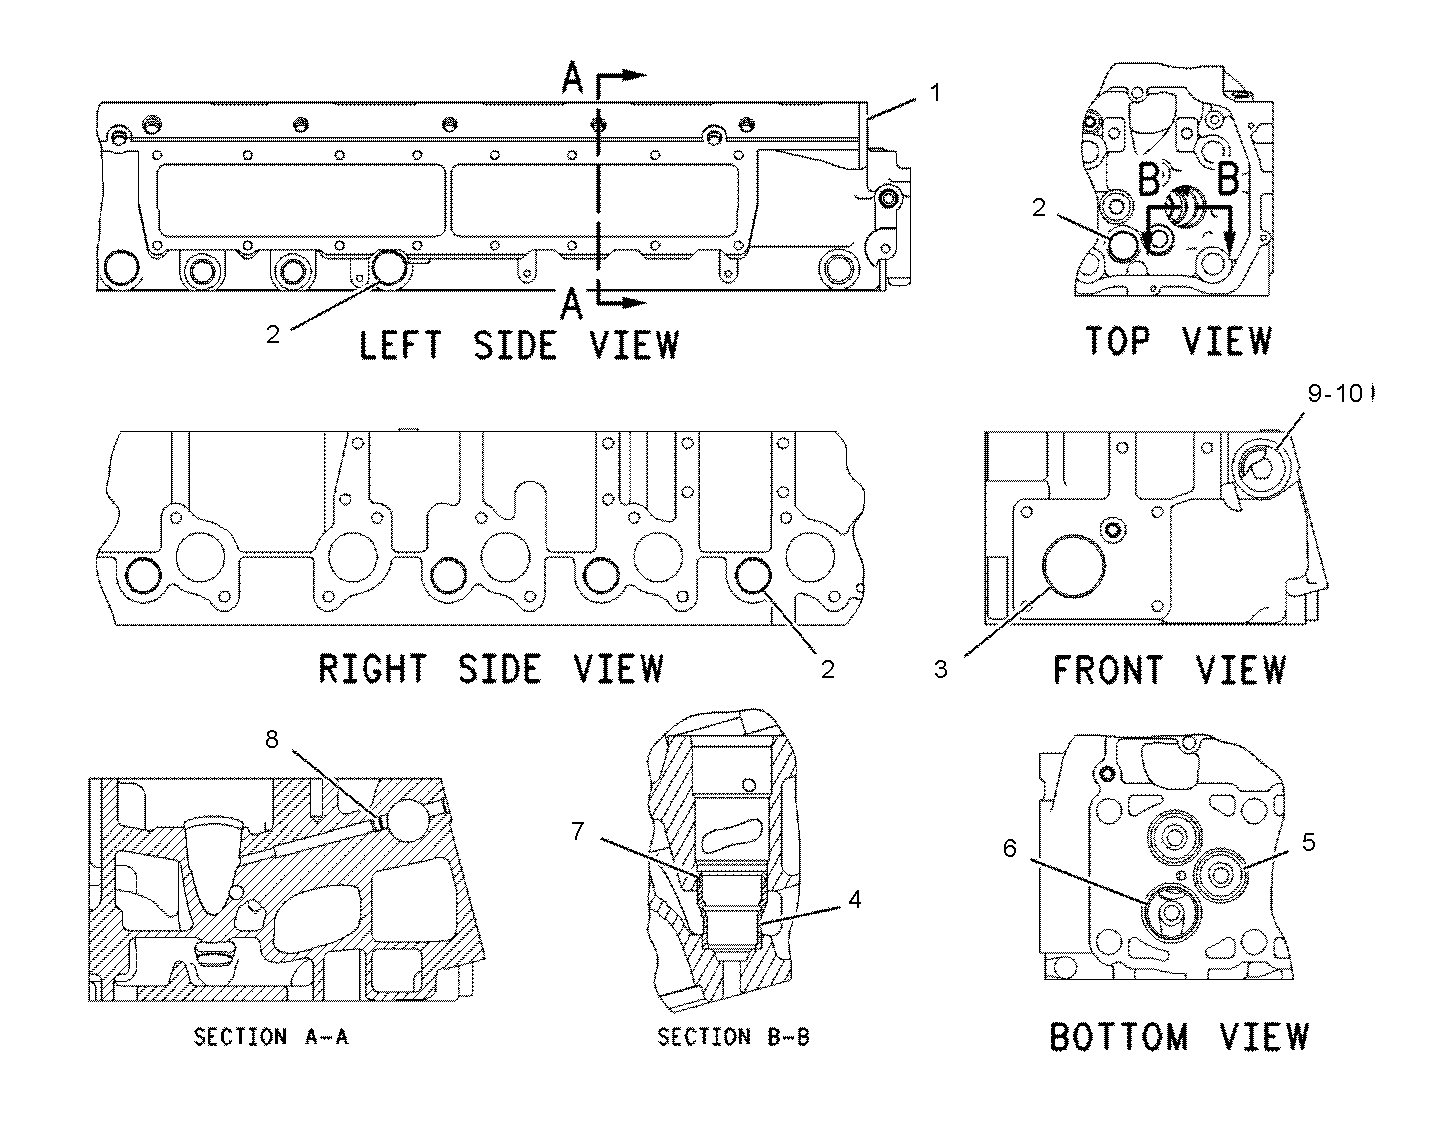 A
1
B B
2
2
A
LEFT SIDE VIEW
TOP VIEW
9-10
2
3
RIGHT SIDE VIEW
FRONT VIEW
8
7
6
5
4
SECTION A-A
SECTION B-B
BOTTOM VIEW